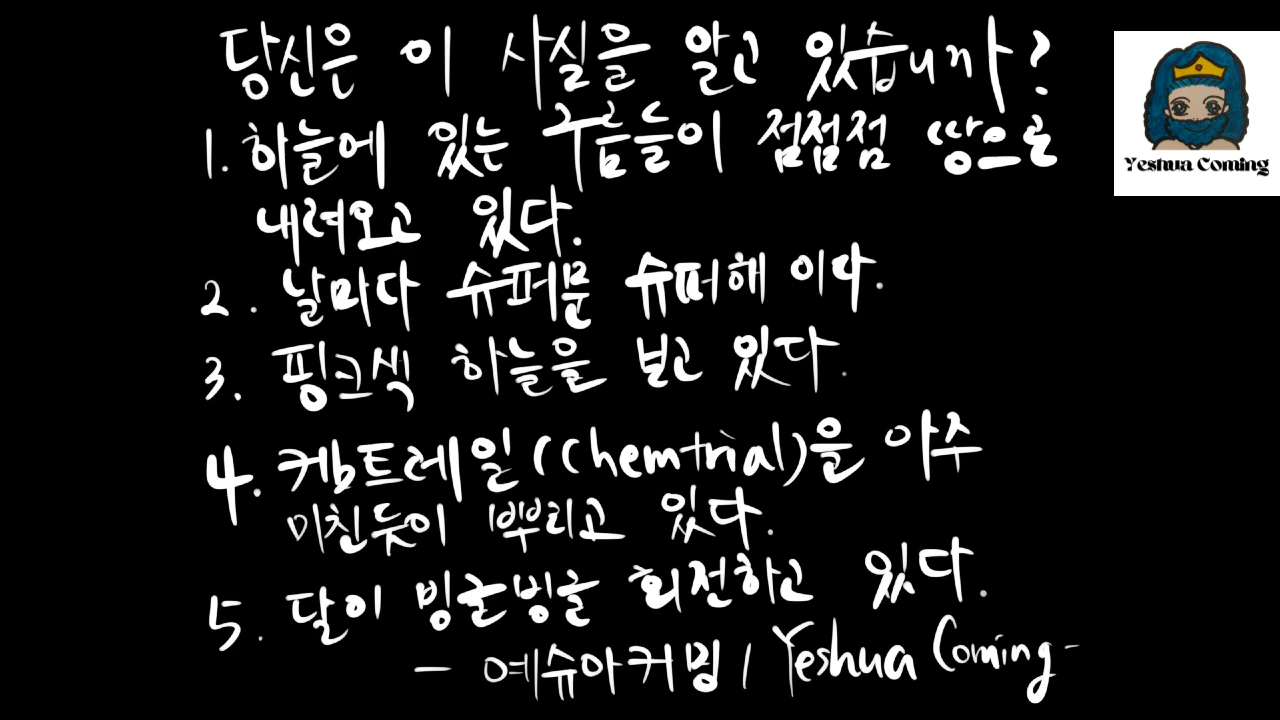 당신은 이 사실을 알고 있습니까?
1. 하늘에 있는 구름들이 점점점 땅으로
내려오고 있다.
2. 날마다 슈퍼문 슈퍼해 이다.
3. 핑크색 하늘을 보고 있다.
4. 켐트레일(Chemtrial)을 아주
미친듯이 뿌리고 있다.
5. 달이 빙글빙글 회전하고 있다.
- 예슈아커밍 / Yeshua Coming -
Yeshua Coming